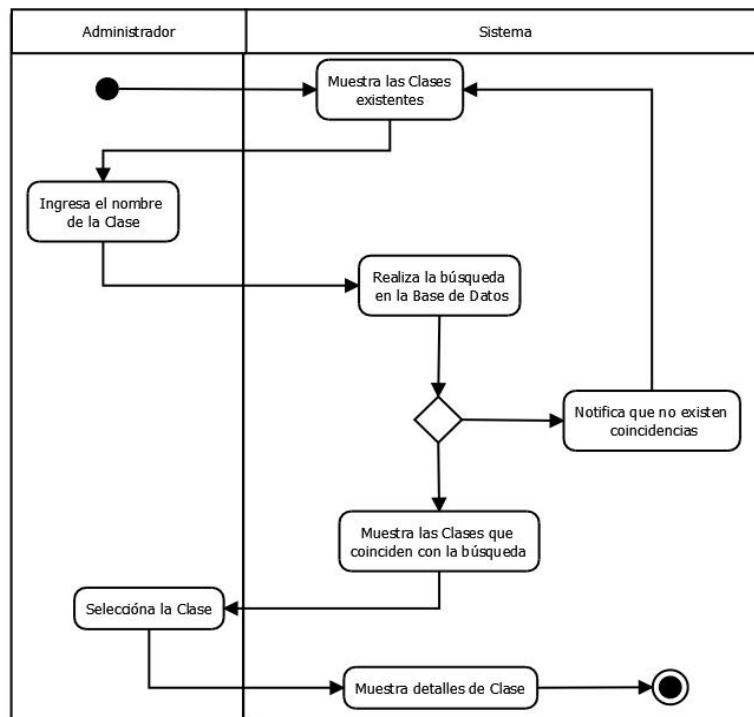 Administrador
Sistema
Muestra las Clases
existentes
Ingresa el nombre
de la Clase
Realiza la búsqueda
en la Base de Datos
Notifica que no existen
coincidencias
Muestra las Clases que
coinciden con la búsqueda
Seleccióna la Clase
Muestra detalles de Clase